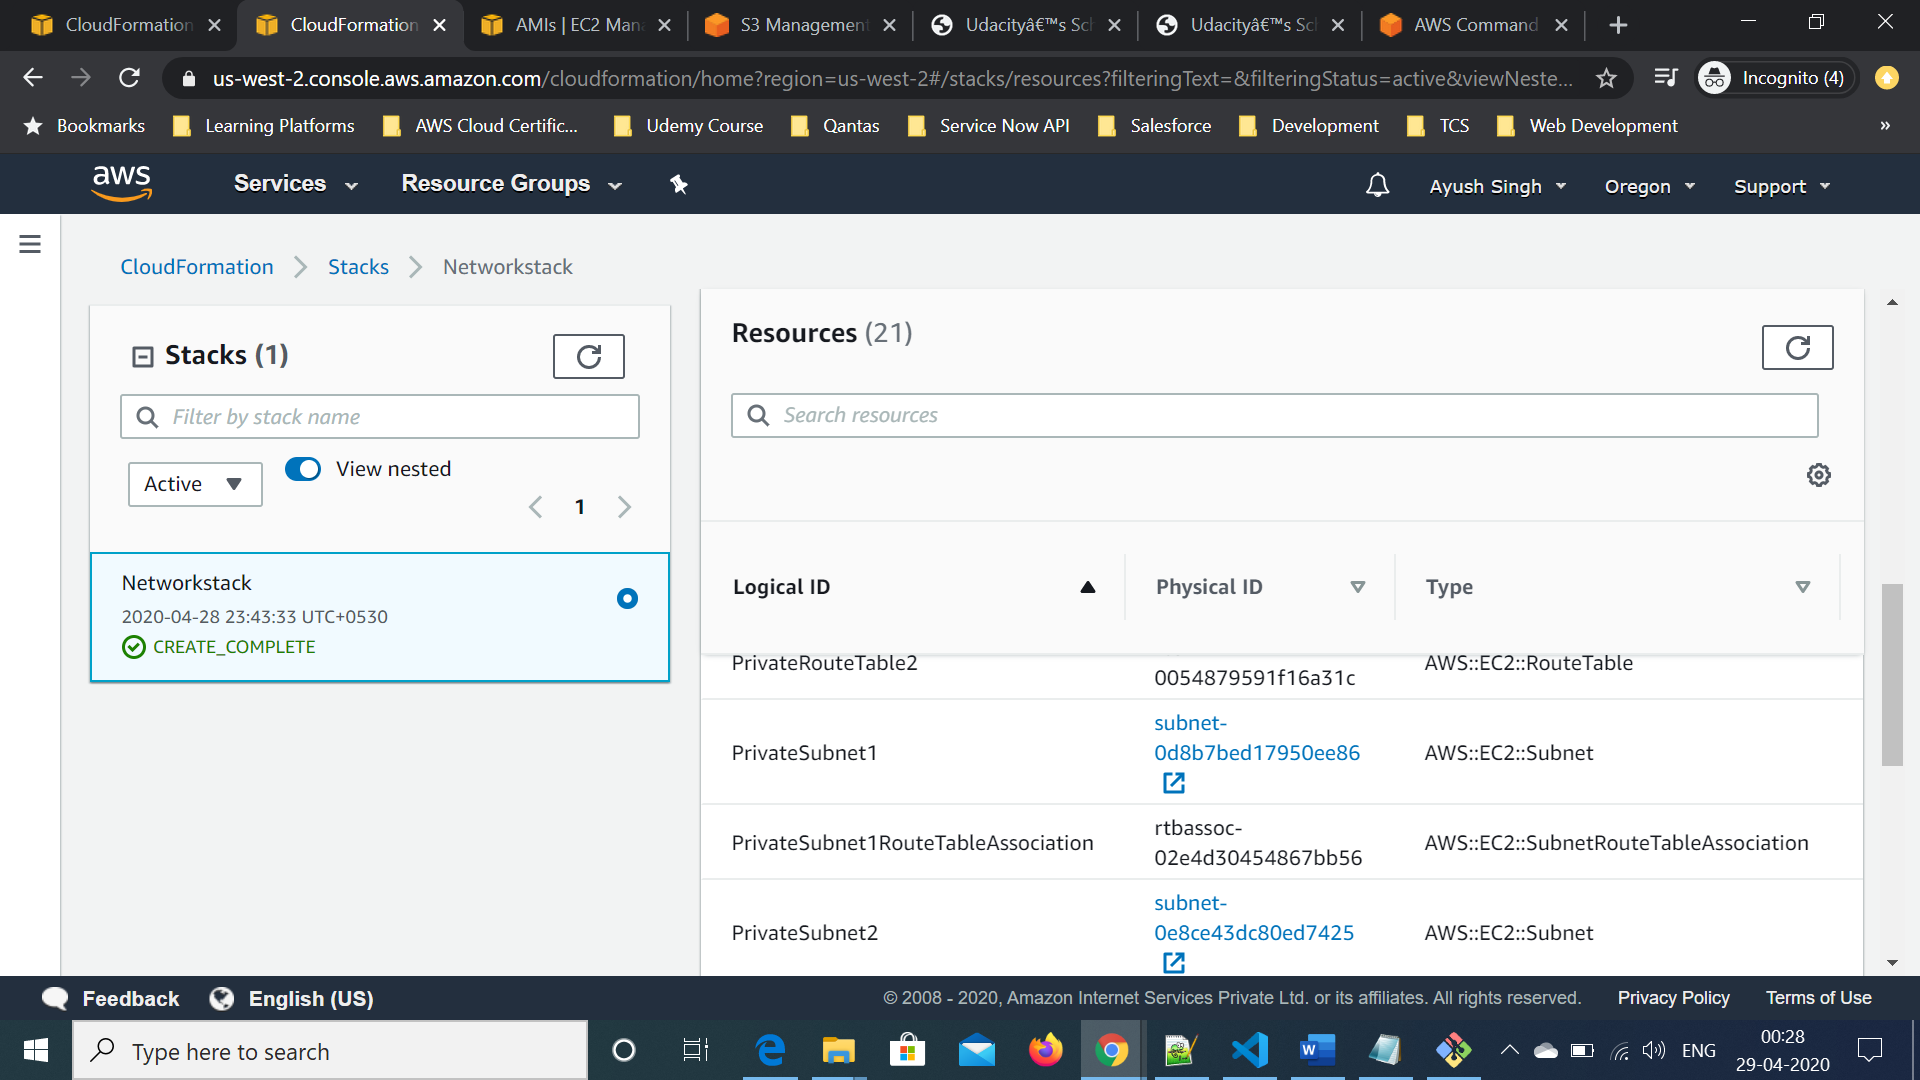 CloudFormation
CloudFormation
AMIs | EC2 Man
S3 Management
Udacityâ€™s Sch
Udacityâ€™s Sch
AWS Command
us-west-2.console.aws.amazon.com/cloudformation/home?region=us-west-2#/stacks/resources?filteringText=&filteringStatus=active&viewNeste...
Incognito (4)
Bookmarks
Learning Platforms
AWS Cloud Certific...
Udemy Course
Qantas
Service Now API
Salesforce
Development
TCS
Web Development
»
aws
Services
Resource Groups
Ayush Singh
Oregon
Support
CloudFormation
Stacks
Networkstack
Stacks (1)
Filter by stack name
Active
View nested
1
Networkstack
2020-04-28 23:43:33 UTC+0530
CREATE_COMPLETE
Resources (21)
Search resources
Logical ID
Physical ID
Type
PrivateRouteTable2
0054879591f16a31c
AWS::EC2::RouteTable
PrivateSubnet1
subnet-
0d8b7bed17950ee86
AWS::EC2::Subnet
PrivateSubnet1RouteTableAssociation
rtbassoc-
02e4d30454867bb56
AWS::EC2::SubnetRouteTableAssociation
PrivateSubnet2
subnet-
0e8ce43dc80ed7425
AWS::EC2::Subnet
Feedback
English (US)
© 2008 - 2020, Amazon Internet Services Private Ltd. or its affiliates. All rights reserved.
Privacy Policy
Terms of Use
Type here to search
ENG
00:28
29-04-2020